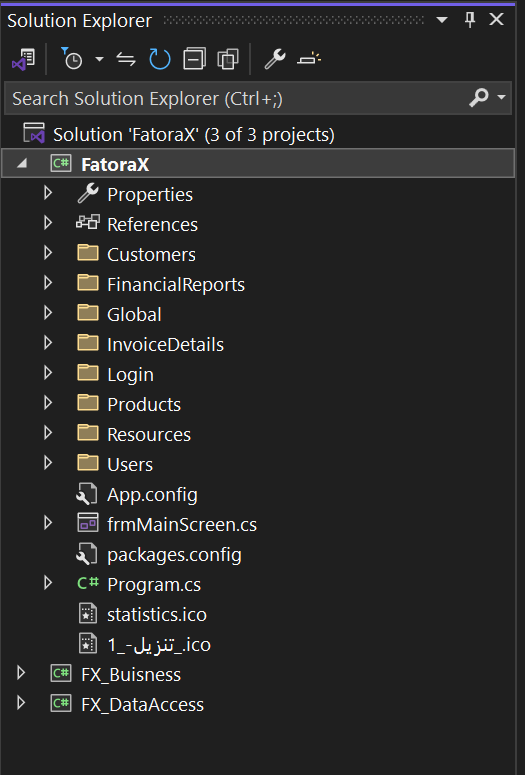 Solution Explorer
Search Solution Explorer (Ctrl+;)
Solution 'FatoraX' (3 of 3 projects)
C# FatoraX
Properties
References
Customers
FinancialReports
Global
InvoiceDetails
Login
Products
Resources
Users
App.config
frmMainScreen.cs
packages.config
C# Program.cs
statistics.ico
1_-تنزيل_.ico
C# FX_Buisness
C# FX_DataAccess